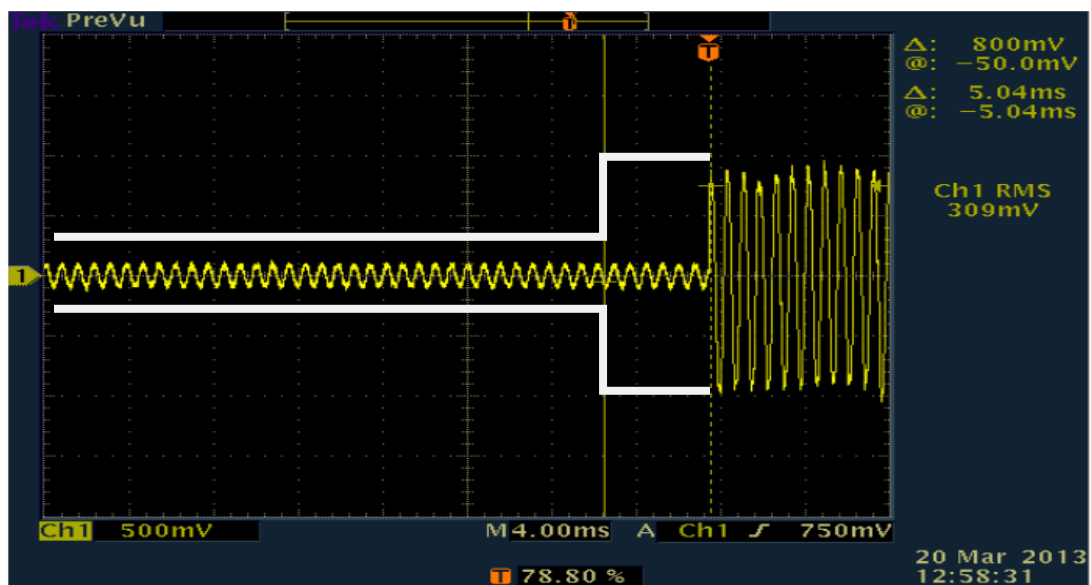 Tek PreVu
T
T
Δ: 800mV
@: −50.0mV
Δ: 5.04ms
@: −5.04ms
Ch1 RMS
309mV
1
Ch1 500mV M 4.00ms A Ch1 ƒ 750mV
T 78.80 %
20 Mar 2013
12:58:31